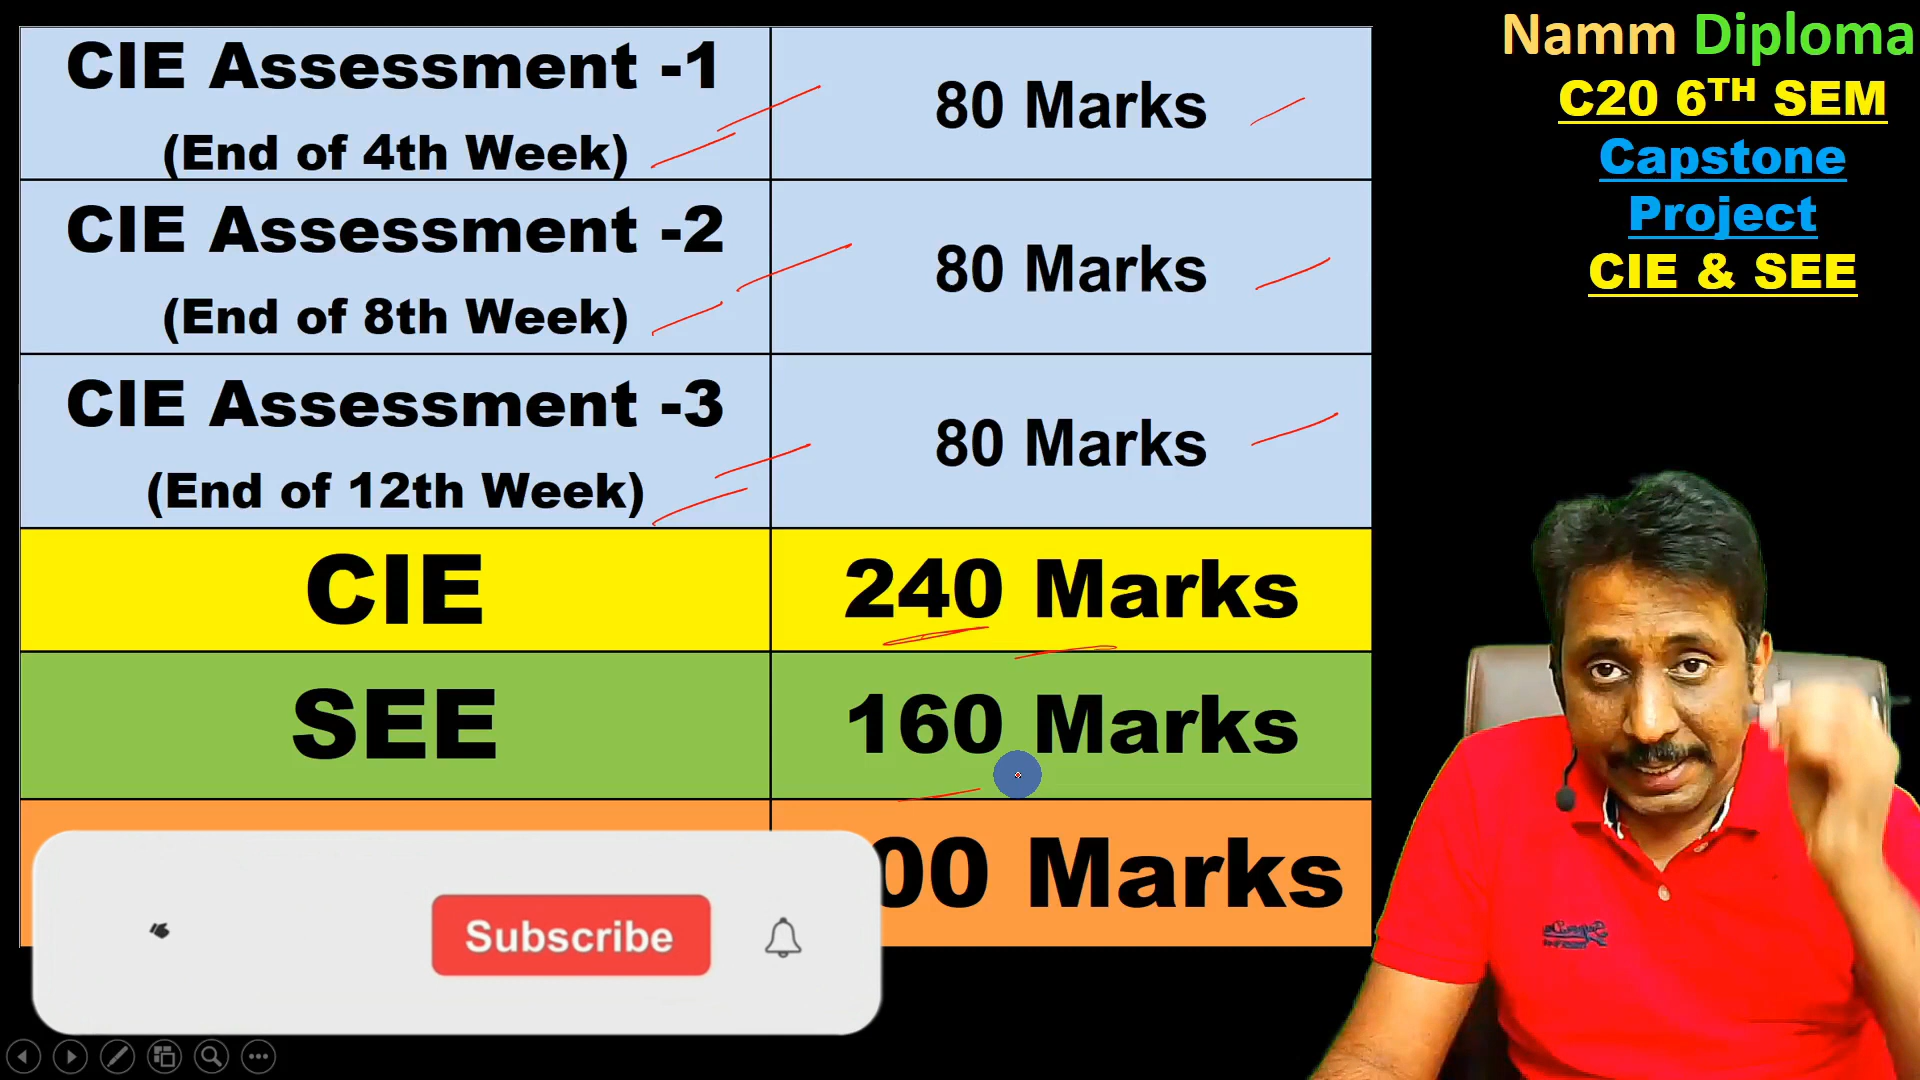 CIE Assessment -1
(End of 4th Week)
80 Marks
CIE Assessment -2
(End of 8th Week)
80 Marks
CIE Assessment -3
(End of 12th Week)
80 Marks
CIE
240 Marks
SEE
160 Marks
00 Marks
Subscribe
Namm Diploma
C20 6TH SEM
Capstone
Project
CIE & SEE